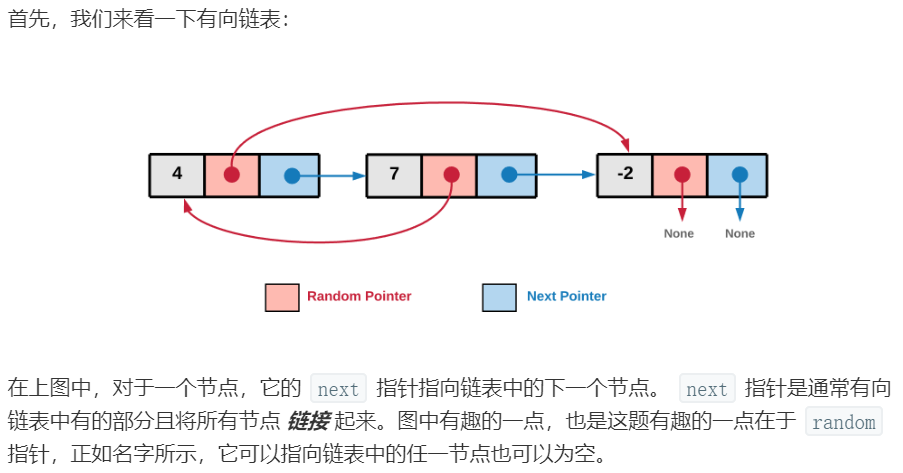 首先，我们来看一下有向链表：
4
7
-2
None
None
Random Pointer
Next Pointer
在上图中，对于一个节点，它的 next 指针指向链表中的下一个节点。 next 指针是通常有向
链表中有的部分且将所有节点 链接 起来。图中有趣的一点，也是这题有趣的一点在于 random
指针，正如名字所示，它可以指向链表中的任一节点也可以为空。